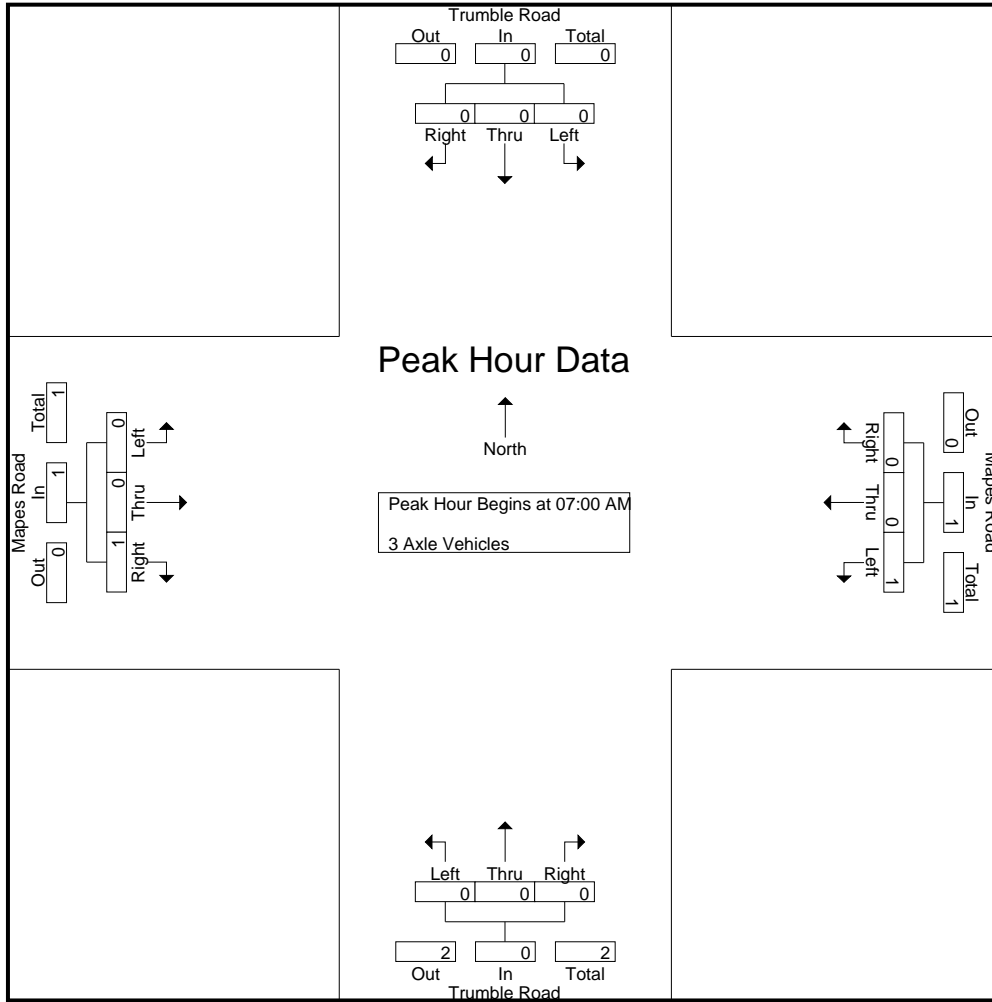 Trumble Road
Out In Total
0 0 0
0 0 0
Right Thru Left
Peak Hour Data
North
Peak Hour Begins at 07:00 AM
3 Axle Vehicles
Mapes Road
Out In Total
0 1 1
Left Thru Right
0 0 1
Mapes Road
Out In Total
0 1 1
Right Thru Left
0 0 1
Left Thru Right
0 0 0
2 0 2
Out In Total
Trumble Road